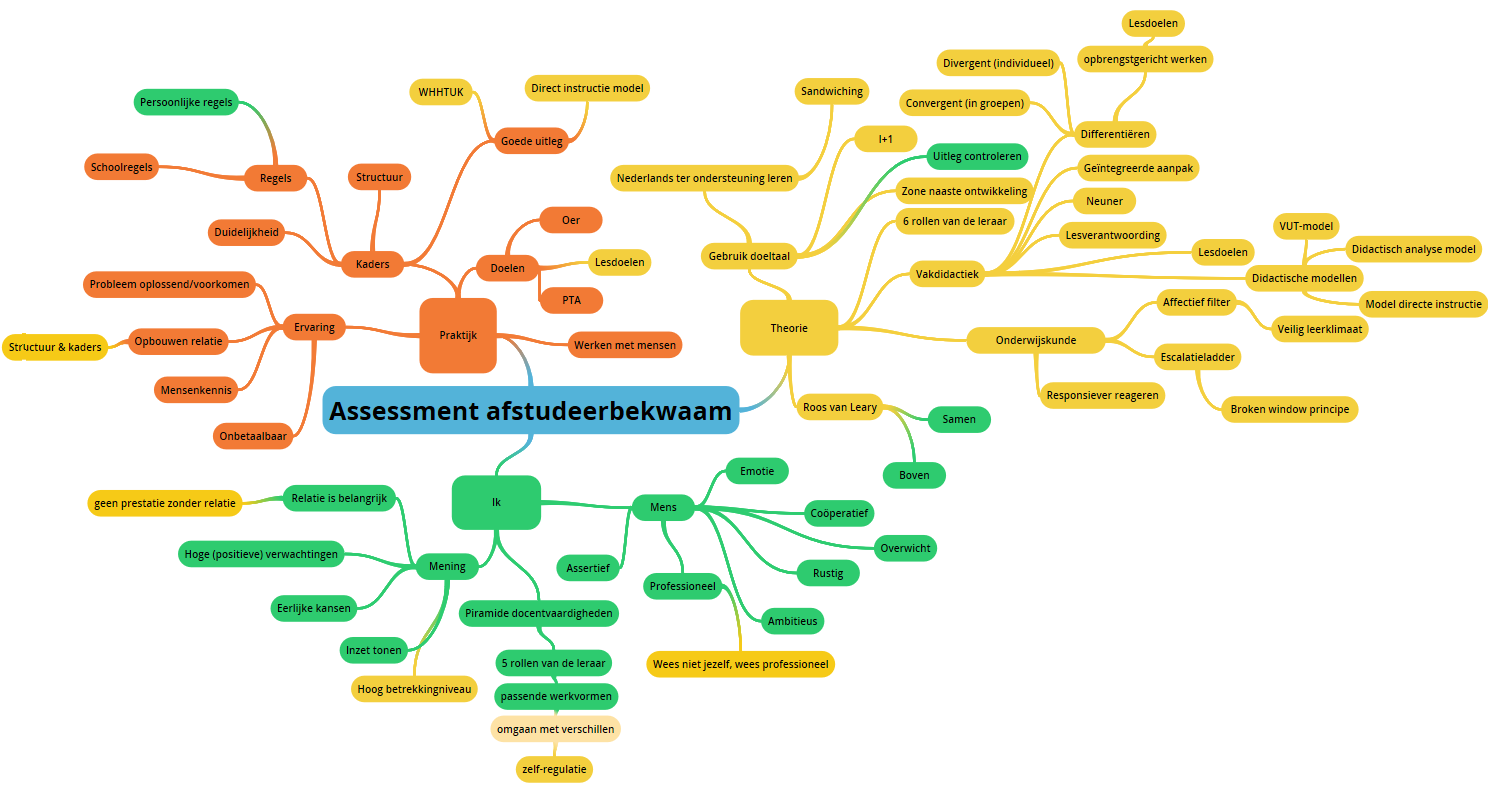 Lesdoelen
opbrengstgericht werken
Divergent (individueel)
Convergent (in groepen)
Differentiëren
Sandwiching
I+1
Uitleg controleren
Nederlands ter ondersteuning leren
Zone naaste ontwikkeling
6 rollen van de leraar
Gebruik doeltaal
Geïntegreerde aanpak
Neuner
Lesverantwoording
Vakdidactiek
Lesdoelen
VUT-model
Didactisch analyse model
Didactische modellen
Model directe instructie
Affectief filter
Veilig leerklimaat
Theorie
Onderwijskunde
Escalatieladder
Responsiever reageren
Broken window principe
Roos van Leary
Samen
Boven
Persoonlijke regels
Schoolregels
Regels
WHHTUK
Direct instructie model
Goede uitleg
Structuur
Duidelijkheid
Kaders
Oer
Doelen
Lesdoelen
PTA
Probleem oplossend/voorkomen
Ervaring
Structuur & kaders
Opbouwen relatie
Mensenkennis
Onbetaalbaar
Praktijk
Werken met mensen
Assessment afstudeerbekwaam
Ik
Mens
Emotie
Coöperatief
Overwicht
Rustig
Ambitieus
Assertief
Professioneel
Wees niet jezelf, wees professioneel
geen prestatie zonder relatie
Relatie is belangrijk
Hoge (positieve) verwachtingen
Mening
Eerlijke kansen
Inzet tonen
Hoog betrekkingniveau
Piramide docentvaardigheden
5 rollen van de leraar
passende werkvormen
omgaan met verschillen
zelf-regulatie